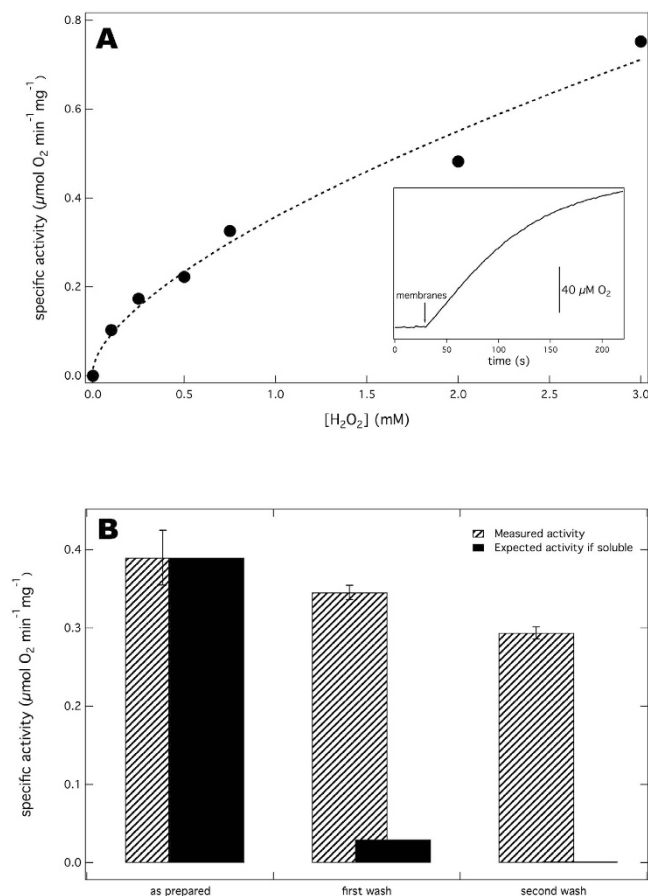 A
specific activity (µmol O2 min-1 mg-1)
0.8
0.6
0.4
0.2
0.0
membranes
40 µM O2
0
50
100
150
200
time (s)
0.0
0.5
1.0
1.5
2.0
2.5
3.0
[H2O2] (mM)
B
Measured activity
Expected activity if soluble
specific activity (µmol O2 min-1 mg-1)
0.4
0.3
0.2
0.1
0.0
as prepared
first wash
second wash